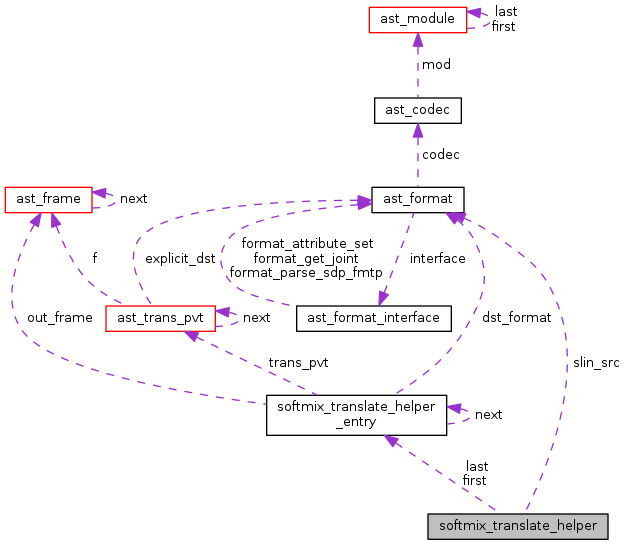 ast_module
last
first
mod
ast_codec
codec
ast_frame
next
ast_format
explicit_dst
format_attribute_set
format_get_joint
format_parse_sdp_fmtp
interface
f
out_frame
ast_trans_pvt
next
ast_format_interface
dst_format
slin_src
trans_pvt
softmix_translate_helper
_entry
next
last
first
softmix_translate_helper